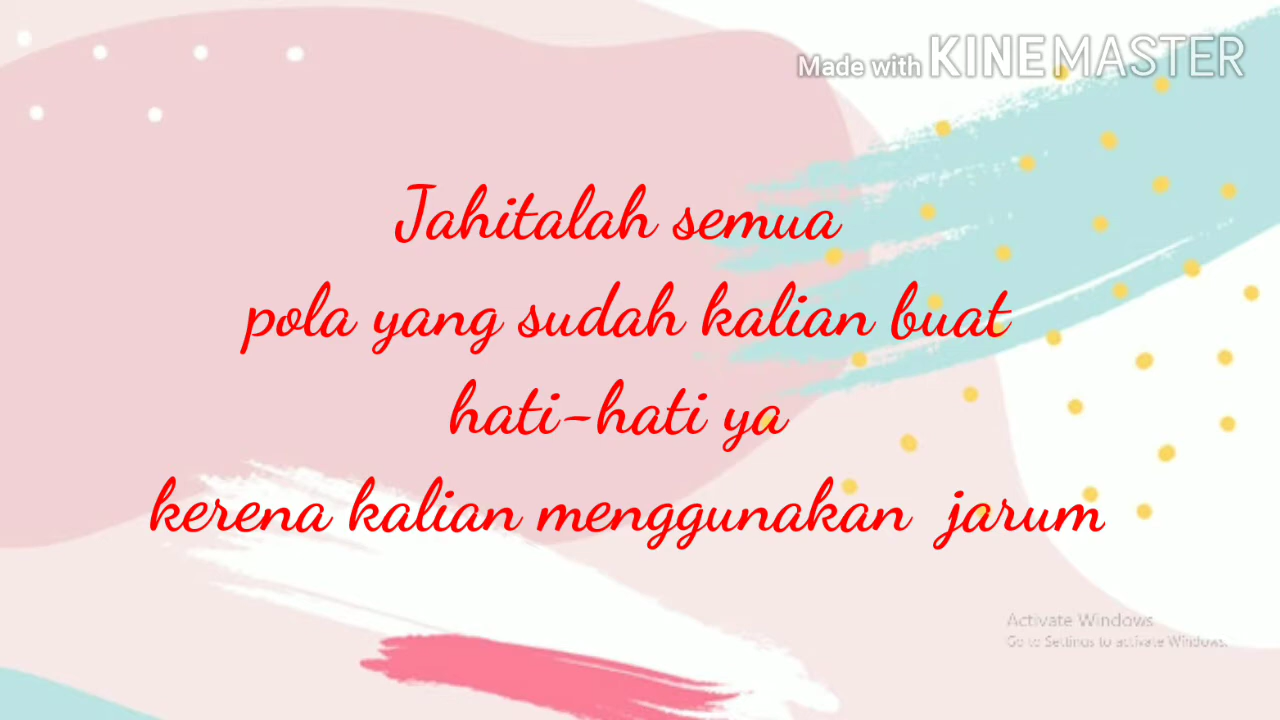 Made with KINEMASTER
Jahitalah semua
pola yang sudah kalian buat
hati-hati ya
kerena kalian menggunakan jarum
Activate Windows
Go to Settings to activate Windows.